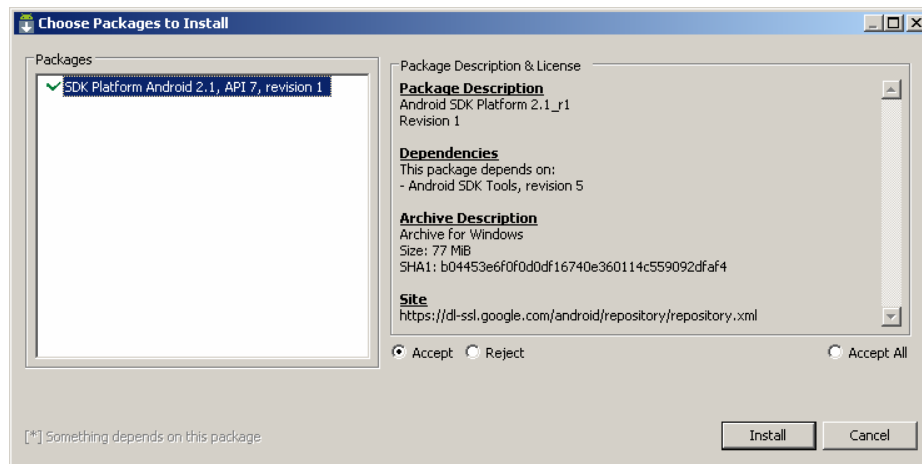 Choose Packages to Install
Packages
SDK Platform Android 2.1, API 7, revision 1
Package Description & License
Package Description
Android SDK Platform 2.1_r1
Revision 1
Dependencies
This package depends on:
- Android SDK Tools, revision 5
Archive Description
Archive for Windows
Size: 77 MiB
SHA1: b04453e6f0f0d0df16740e360114c559092dfaf4
Site
https://dl-ssl.google.com/android/repository/repository.xml
Accept Reject Accept All
[*] Something depends on this package
Install Cancel